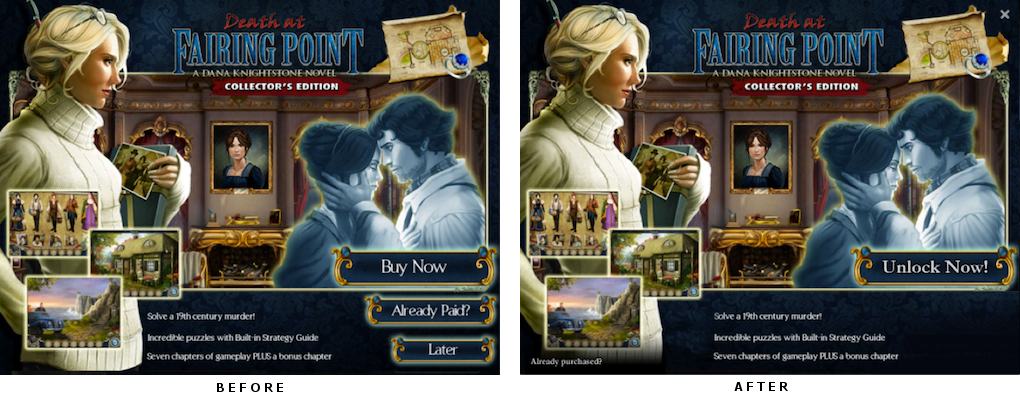 Death at
FAIRING POINT
A DANA KNIGHTSTONE NOVEL
COLLECTOR'S EDITION
Buy Now
Already Paid?
Later
Solve a 19th century murder!
Incredible puzzles with Built-in Strategy Guide
Seven chapters of gameplay PLUS a bonus chapter
BEFORE
Death at
FAIRING POINT
A DANA KNIGHTSTONE NOVEL
COLLECTOR'S EDITION
Unlock Now!
Solve a 19th century murder!
Incredible puzzles with Built-in Strategy Guide
Seven chapters of gameplay PLUS a bonus chapter
Already purchased?
AFTER